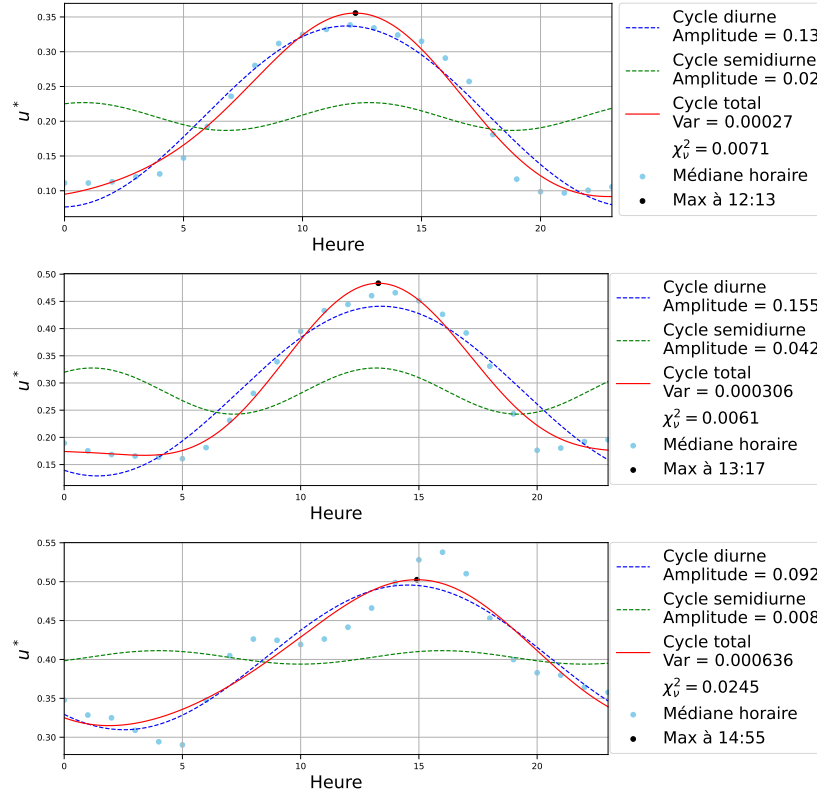 0.35
0.30
0.25
0.20
0.15
0.10
u*
0 5 10 15 20
Heure
Cycle diurne
Amplitude = 0.13
Cycle semidiurne
Amplitude = 0.02
Cycle total
Var = 0.00027
χ²ᵥ = 0.0071
Médiane horaire
Max à 12:13
0.50
0.45
0.40
0.35
0.30
0.25
0.20
0.15
u*
0 5 10 15 20
Heure
Cycle diurne
Amplitude = 0.155
Cycle semidiurne
Amplitude = 0.042
Cycle total
Var = 0.000306
χ²ᵥ = 0.0061
Médiane horaire
Max à 13:17
0.55
0.50
0.45
0.40
0.35
0.30
u*
0 5 10 15 20
Heure
Cycle diurne
Amplitude = 0.092
Cycle semidiurne
Amplitude = 0.008
Cycle total
Var = 0.000636
χ²ᵥ = 0.0245
Médiane horaire
Max à 14:55